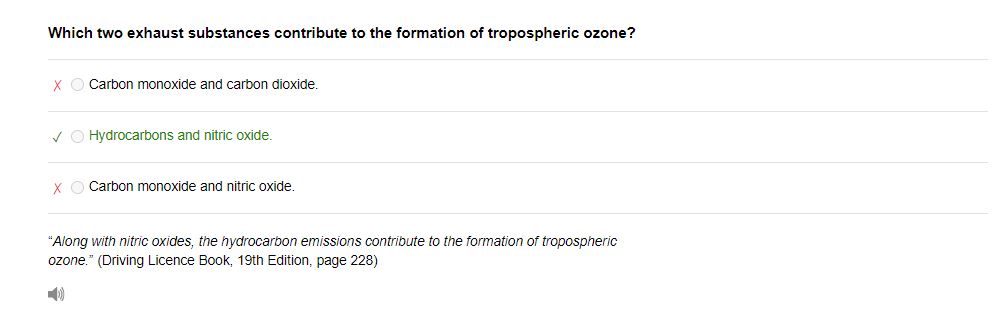 Which two exhaust substances contribute to the formation of tropospheric ozone?
✗ Carbon monoxide and carbon dioxide.
✓ Hydrocarbons and nitric oxide.
✗ Carbon monoxide and nitric oxide.
“Along with nitric oxides, the hydrocarbon emissions contribute to the formation of tropospheric
ozone.” (Driving Licence Book, 19th Edition, page 228)